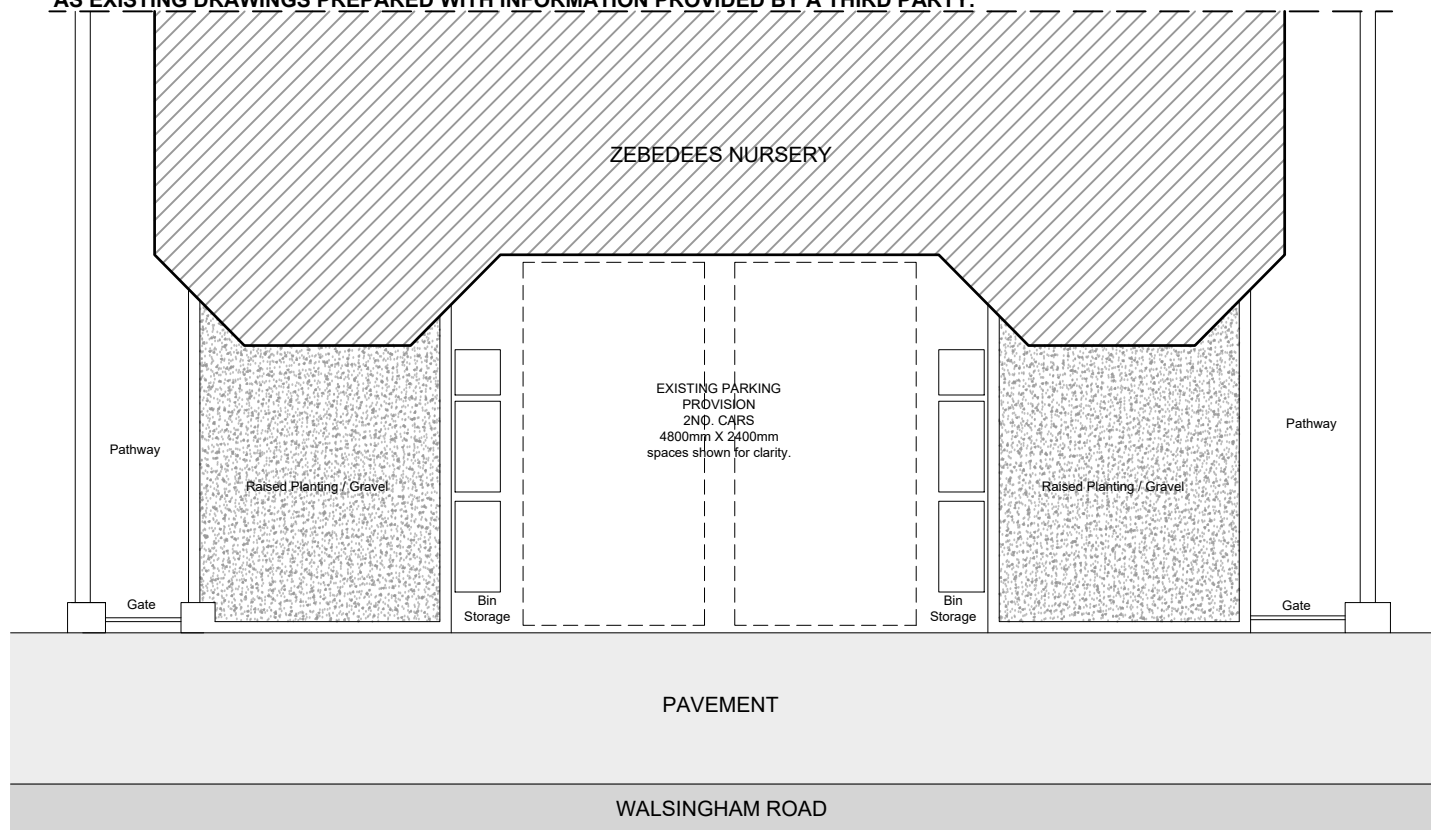 AS EXISTING DRAWINGS PREPARED WITH INFORMATION PROVIDED BY A THIRD PARTY.
ZEBEDEES NURSERY
EXISTING PARKING
PROVISION
2NO. CARS
4800mm X 2400mm
spaces shown for clarity.
Pathway
Pathway
Raised Planting / Gravel
Raised Planting / Gravel
Gate
Bin
Storage
Bin
Storage
Gate
PAVEMENT
WALSINGHAM ROAD